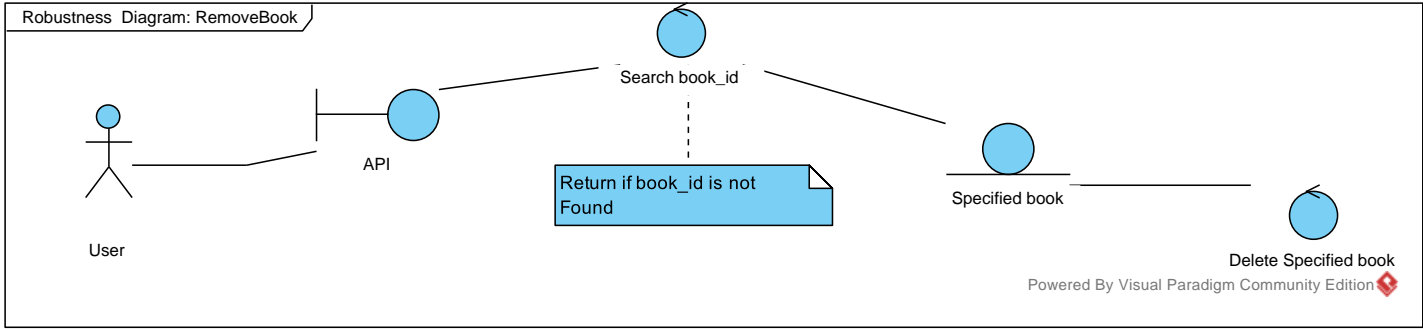 Robustness Diagram: RemoveBook
Search book_id
API
Return if book_id is not
Found
Specified book
User
Delete Specified book
Powered By Visual Paradigm Community Edition